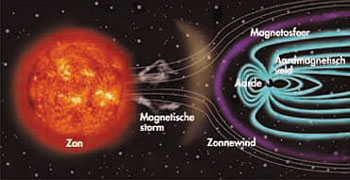 Magnetosfeer
Aardmagnetisch
veld
Aarde
Magnetische
storm
Zon
Zonnewind